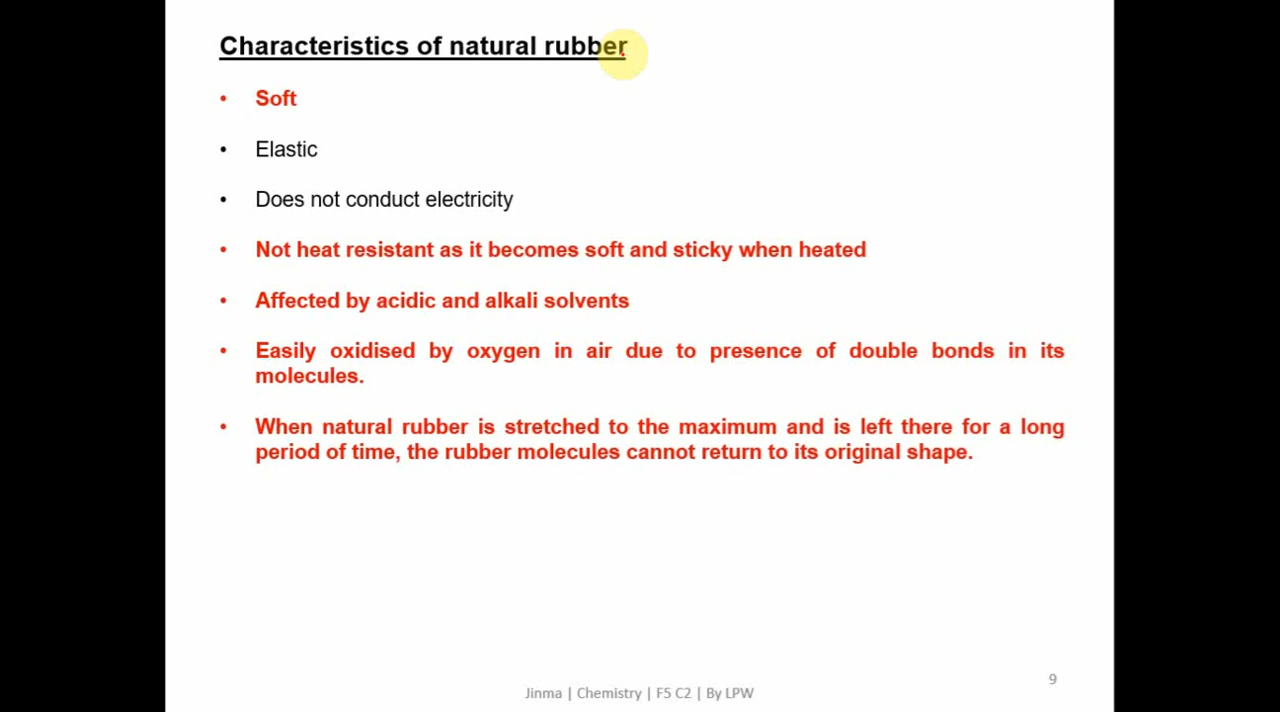 Characteristics of natural rubber
• Soft
• Elastic
• Does not conduct electricity
• Not heat resistant as it becomes soft and sticky when heated
• Affected by acidic and alkali solvents
• Easily oxidised by oxygen in air due to presence of double bonds in its
molecules.
• When natural rubber is stretched to the maximum and is left there for a long
period of time, the rubber molecules cannot return to its original shape.
9
Jinma | Chemistry | F5 C2 | By LPW